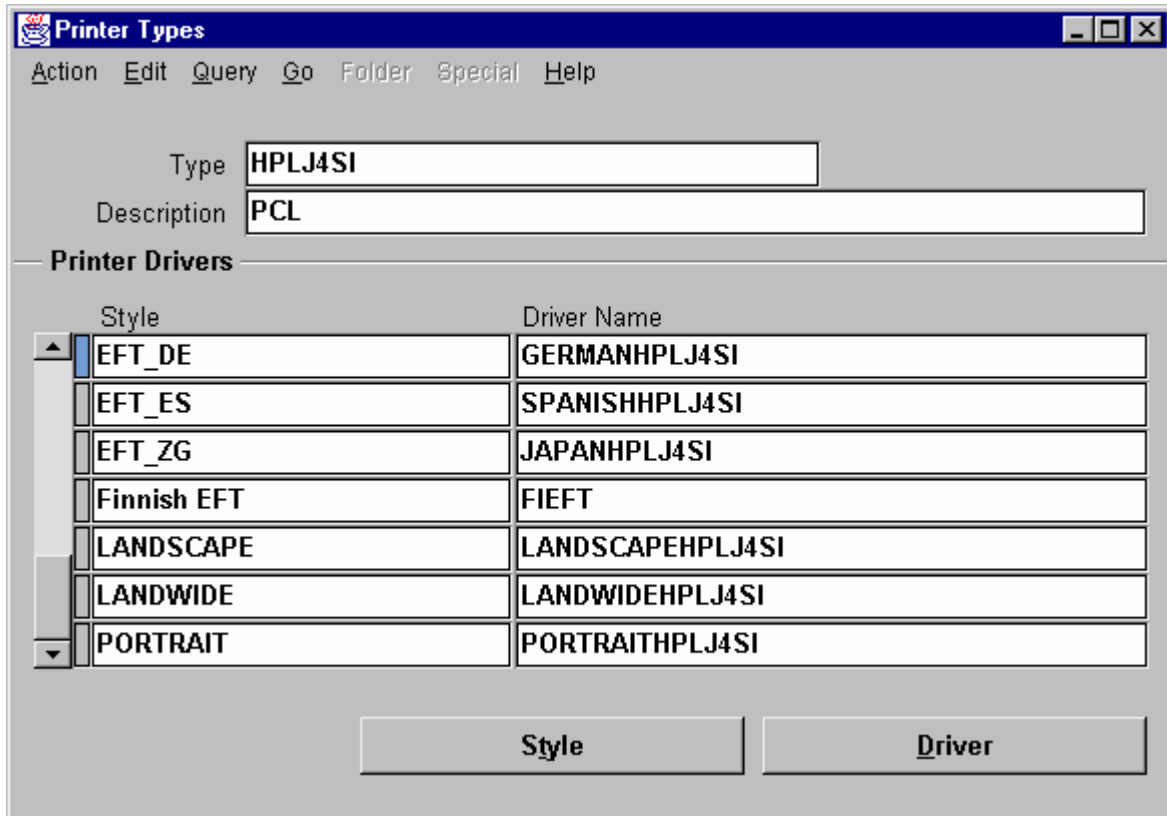 Printer Types
Action Edit Query Go Folder Special Help
Type HPLJ4SI
Description PCL
Printer Drivers
Style Driver Name
EFT_DE GERMANHPLJ4SI
EFT_ES SPANISHHPLJ4SI
EFT_ZG JAPANHPLJ4SI
Finnish EFT FIEFT
LANDSCAPE LANDSCAPEHPLJ4SI
LANDWIDE LANDWIDEHPLJ4SI
PORTRAIT PORTRAITHPLJ4SI
Style Driver